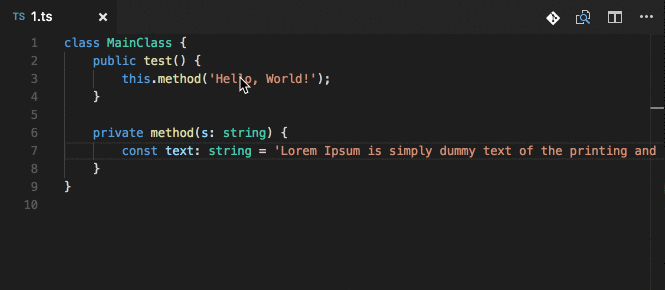 TS 1.ts
1 class MainClass {
2 public test() {
3 this.method('Hello, World!');
4 }
5
6 private method(s: string) {
7 const text: string = 'Lorem Ipsum is simply dummy text of the printing and
8 }
9 }
10